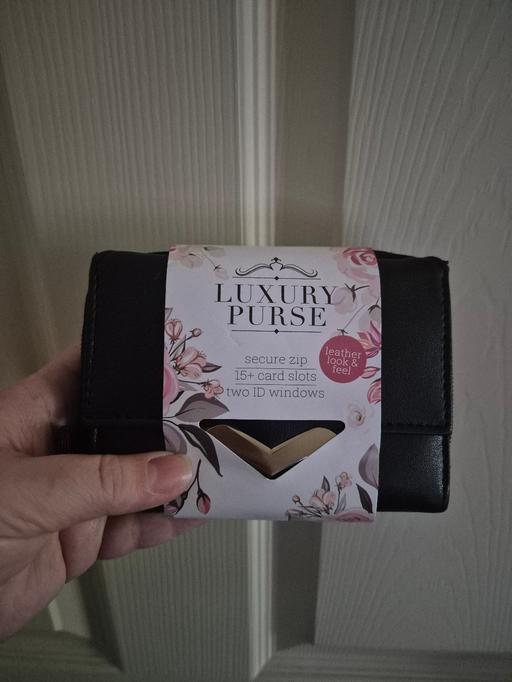 LUXURY
PURSE
secure zip
15+ card slots
two ID windows
leather
look &
feel